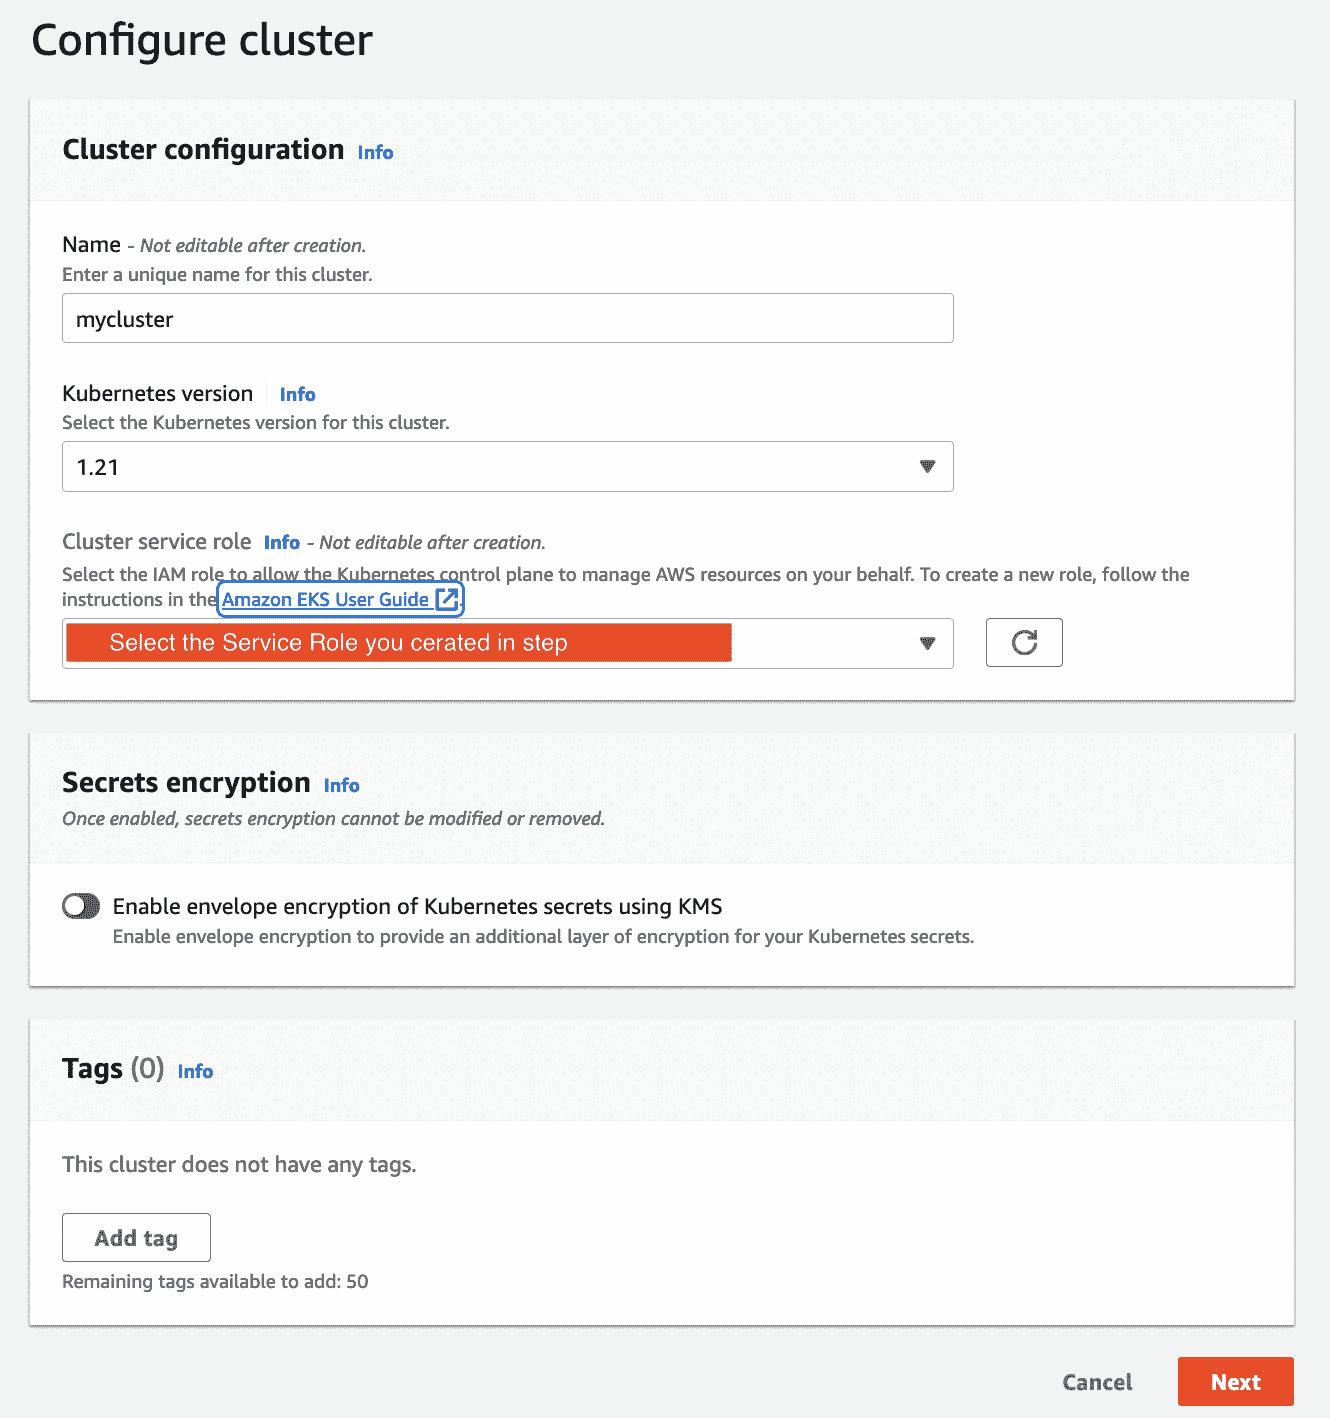 Configure cluster
Cluster configuration Info
Name - Not editable after creation.
Enter a unique name for this cluster.
mycluster
Kubernetes version Info
Select the Kubernetes version for this cluster.
1.21
Cluster service role Info - Not editable after creation.
Select the IAM role to allow the Kubernetes control plane to manage AWS resources on your behalf. To create a new role, follow the
instructions in the Amazon EKS User Guide .
Select the Service Role you cerated in step
Secrets encryption Info
Once enabled, secrets encryption cannot be modified or removed.
Enable envelope encryption of Kubernetes secrets using KMS
Enable envelope encryption to provide an additional layer of encryption for your Kubernetes secrets.
Tags (0) Info
This cluster does not have any tags.
Add tag
Remaining tags available to add: 50
Cancel Next